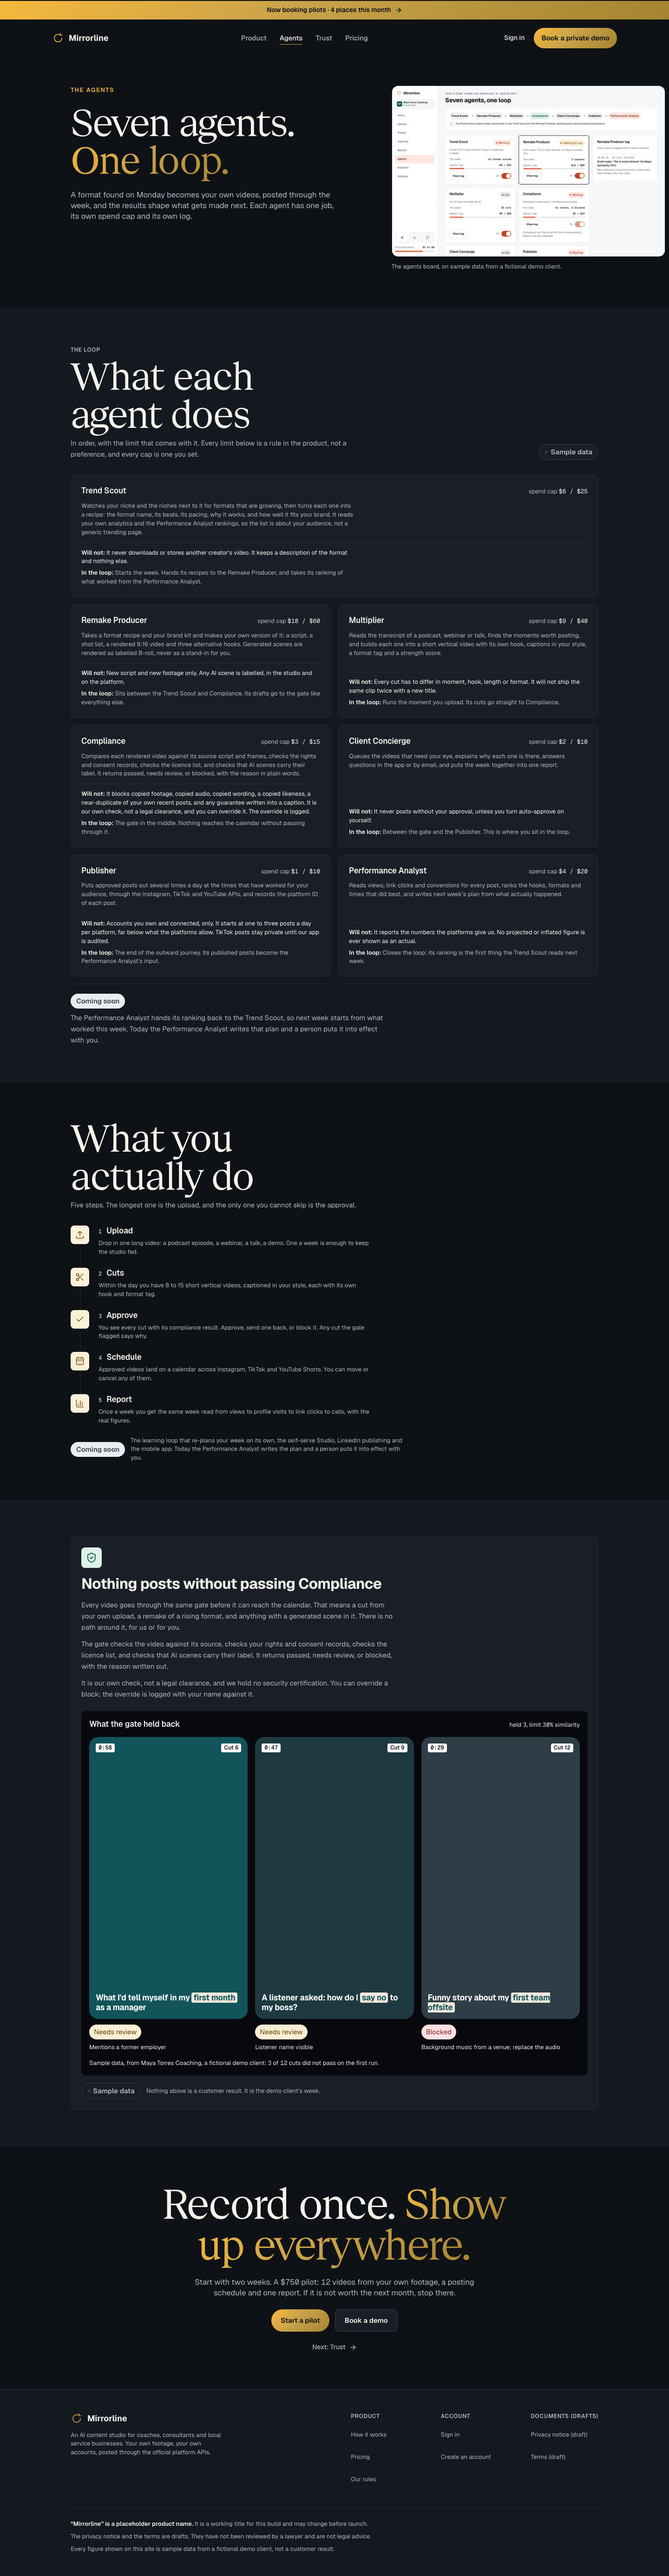 Now booking pilots · 4 places this month →
Mirrorline
Product
Agents
Trust
Pricing
Sign in
Book a private demo
THE AGENTS
Seven agents.
One loop.
A format found on Monday becomes your own videos, posted through the
week, and the results shape what gets made next. Each agent has one job,
its own spend cap and its own log.
Mirrorline
Seven agents, one loop
Trend Scout
Remake Producer
Multiplier
Compliance
Client Concierge
Publisher
Performance Analyst
Agents
Trend Scout
Remake Producer
Remake Producer log
View log
View log
Multiplier
Compliance
View log
View log
Client Concierge
Publisher
The agents board, on sample data from a fictional demo client.
THE LOOP
What each
agent does
In order, with the limit that comes with it. Every limit below is a rule in the product, not a
preference, and every cap is one you set.
Sample data
Trend Scout
spend cap $6 / $25
Watches your niche and the niches next to it for formats that are growing, then turns each one into
a recipe: the format name, its beats, its pacing, why it works, and how well it fits your brand. It reads
your own analytics and the Performance Analyst rankings, so the list is about your audience, not a
generic trending page.
Will not: It never downloads or stores another creator's video. It keeps a description of the format
and nothing else.
In the loop: Starts the week. Hands its recipes to the Remake Producer, and takes its ranking of
what worked from the Performance Analyst.
Remake Producer
spend cap $18 / $60
Takes a format recipe and your brand kit and makes your own version of it: a script, a
shot list, a rendered 9:16 video and three alternative hooks. Generated scenes are
rendered as labelled B-roll, never as a stand-in for you.
Will not: New script and new footage only. Any AI scene is labelled, in the studio and
on the platform.
In the loop: Sits between the Trend Scout and Compliance. Its drafts go to the gate like
everything else.
Multiplier
spend cap $9 / $40
Reads the transcript of a podcast, webinar or talk, finds the moments worth posting,
and builds each one into a short vertical video with its own hook, captions in your style,
a format tag and a strength score.
Will not: Every cut has to differ in moment, hook, length or format. It will not ship the
same clip twice with a new title.
In the loop: Runs the moment you upload. Its cuts go straight to Compliance.
Compliance
spend cap $3 / $15
Compares each rendered video against its source script and frames, checks the rights
and consent records, checks the licence list, and checks that AI scenes carry their
label. It returns passed, needs review, or blocked, with the reason in plain words.
Will not: It blocks copied footage, copied audio, copied wording, a copied likeness, a
near-duplicate of your own recent posts, and any guarantee written into a caption. It is
our own check, not a legal clearance, and you can override it. The override is logged.
In the loop: The gate in the middle. Nothing reaches the calendar without passing
through it.
Client Concierge
spend cap $2 / $10
Queues the videos that need your eye, explains why each one is there, answers
questions in the app or by email, and puts the week together into one report.
Will not: It never posts without your approval, unless you turn auto-approve on
yourself.
In the loop: Between the gate and the Publisher. This is where you sit in the loop.
Publisher
spend cap $1 / $10
Puts approved posts out several times a day at the times that have worked for your
audience, through the Instagram, TikTok and YouTube APIs, and records the platform ID
of each post.
Will not: Accounts you own and connected, only. It starts at one to three posts a day
per platform, far below what the platforms allow. TikTok posts stay private until our app
is audited.
In the loop: The end of the outward journey. Its published posts become the
Performance Analyst's input.
Performance Analyst
spend cap $4 / $20
Reads views, link clicks and conversions for every post, ranks the hooks, formats and
times that did best, and writes next week's plan from what actually happened.
Will not: It reports the numbers the platforms give us. No projected or inflated figure is
ever shown as an actual.
In the loop: Closes the loop: its ranking is the first thing the Trend Scout reads next
week.
Coming soon
The Performance Analyst hands its ranking back to the Trend Scout, so next week starts from what
worked this week. Today the Performance Analyst writes that plan and a person puts it into effect
with you.
What you
actually do
Five steps. The longest one is the upload, and the only one you cannot skip is the approval.
1 Upload
Drop in one long video: a podcast episode, a webinar, a talk, a demo. One a week is enough to keep
the studio fed.
2 Cuts
Within the day you have 8 to 15 short vertical videos, captioned in your style, each with its own
hook and format tag.
3 Approve
You see every cut with its compliance result. Approve, send one back, or block it. Any cut the gate
flagged says why.
4 Schedule
Approved videos land on a calendar across Instagram, TikTok and YouTube Shorts. You can move or
cancel any of them.
5 Report
Once a week you get the same week read from views to profile visits to link clicks to calls, with the
real figures.
Coming soon
The learning loop that re-plans your week on its own, the self-serve Studio, LinkedIn publishing and
the mobile app. Today the Performance Analyst writes the plan and a person puts it into effect with
you.
Nothing posts without passing Compliance
Every video goes through the same gate before it can reach the calendar. That means a cut from
your own upload, a remake of a rising format, and anything with a generated scene in it. There is no
path around it, for us or for you.
The gate checks the video against its source, checks your rights and consent records, checks the
licence list, and checks that AI scenes carry their label. It returns passed, needs review, or blocked,
with the reason written out.
It is our own check, not a legal clearance, and we hold no security certification. You can override a
block; the override is logged with your name against it.
What the gate held back
held 3, limit 30% similarity
0:58
Cut 6
What I'd tell myself in my first month
as a manager
Needs review
Mentions a former employer
0:47
Cut 9
A listener asked: how do I say no to
my boss?
Needs review
Listener name visible
0:29
Cut 12
Funny story about my first team
offsite
Blocked
Background music from a venue; replace the audio
Sample data, from Maya Torres Coaching, a fictional demo client: 3 of 12 cuts did not pass on the first run.
Sample data
Nothing above is a customer result. It is the demo client's week.
Record once. Show
up everywhere.
Start with two weeks. A $750 pilot: 12 videos from your own footage, a posting
schedule and one report. If it is not worth the next month, stop there.
Start a pilot
Book a demo
Next: Trust →
Mirrorline
An AI content studio for coaches, consultants and local
service businesses. Your own footage, your own
accounts, posted through the official platform APIs.
PRODUCT
How it works
Pricing
Our rules
ACCOUNT
Sign in
Create an account
DOCUMENTS (DRAFTS)
Privacy notice (draft)
Terms (draft)
"Mirrorline" is a placeholder product name. It is a working title for this build and may change before launch.
The privacy notice and the terms are drafts. They have not been reviewed by a lawyer and are not legal advice.
Every figure shown on this site is sample data from a fictional demo client, not a customer result.